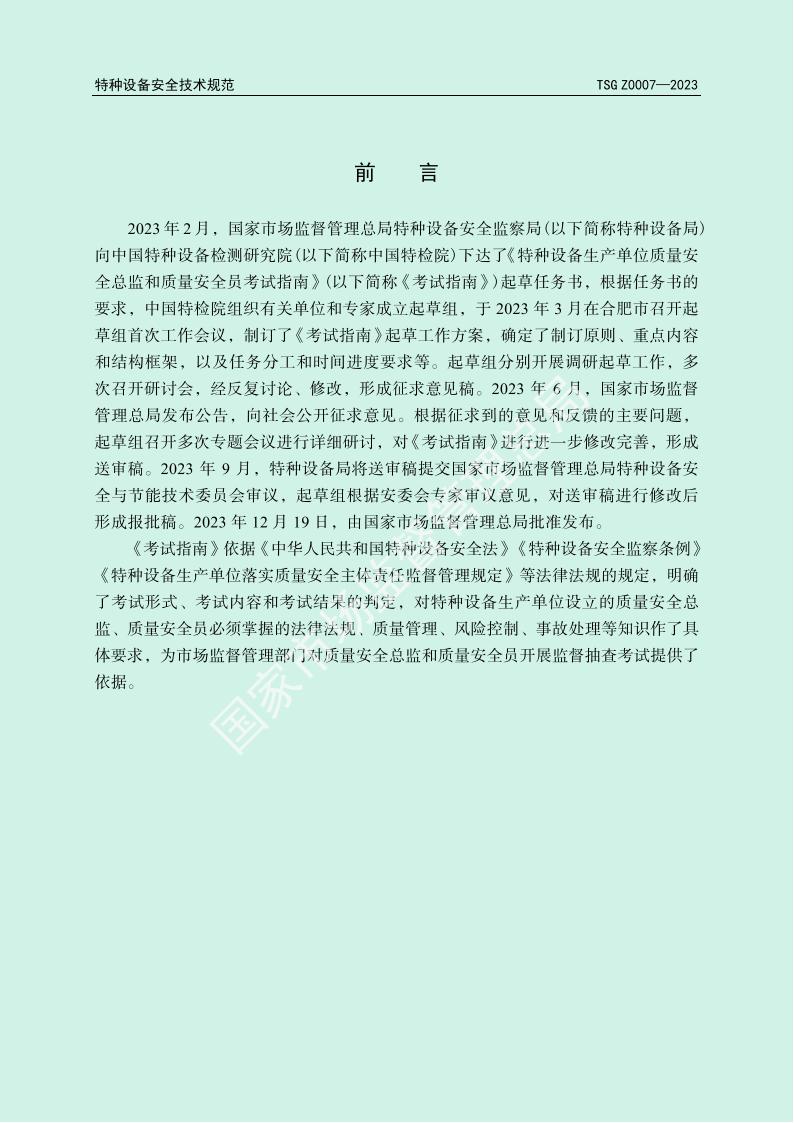 特种设备安全技术规范 TSG Z0007—2023
前 言
2023 年 2 月，国家市场监督管理总局特种设备安全监察局(以下简称特种设备局)
向中国特种设备检测研究院(以下简称中国特检院)下达了《特种设备生产单位质量安
全总监和质量安全员考试指南》(以下简称《考试指南》)起草任务书，根据任务书的
要求，中国特检院组织有关单位和专家成立起草组，于 2023 年 3 月在合肥市召开起
草组首次工作会议，制订了《考试指南》起草工作方案，确定了制订原则、重点内容
和结构框架，以及任务分工和时间进度要求等。起草组分别开展调研起草工作，多
次召开研讨会，经反复讨论、修改，形成征求意见稿。2023 年 6 月，国家市场监督
管理总局发布公告，向社会公开征求意见。根据征求到的意见和反馈的主要问题，
起草组召开多次专题会议进行详细研讨，对《考试指南》进行进一步修改完善，形成
送审稿。2023 年 9 月，特种设备局将送审稿提交国家市场监督管理总局特种设备安
全与节能技术委员会审议，起草组根据安委会专家审议意见，对送审稿进行修改后
形成报批稿。2023 年 12 月 19 日，由国家市场监督管理总局批准发布。
《考试指南》依据《中华人民共和国特种设备安全法》《特种设备安全监察条例》
《特种设备生产单位落实质量安全主体责任监督管理规定》等法律法规的规定，明确
了考试形式、考试内容和考试结果的判定，对特种设备生产单位设立的质量安全总
监、质量安全员必须掌握的法律法规、质量管理、风险控制、事故处理等知识作了具
体要求，为市场监督管理部门对质量安全总监和质量安全员开展监督抽查考试提供了
依据。
国家市场监督管理总局